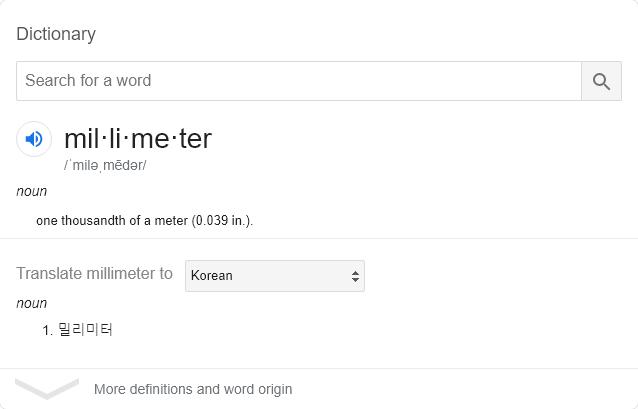 Dictionary
Search for a word
mil·li·me·ter
/ˈmiləˌmēdər/
noun
one thousandth of a meter (0.039 in.).
Translate millimeter to Korean
noun
1. 밀리미터
More definitions and word origin